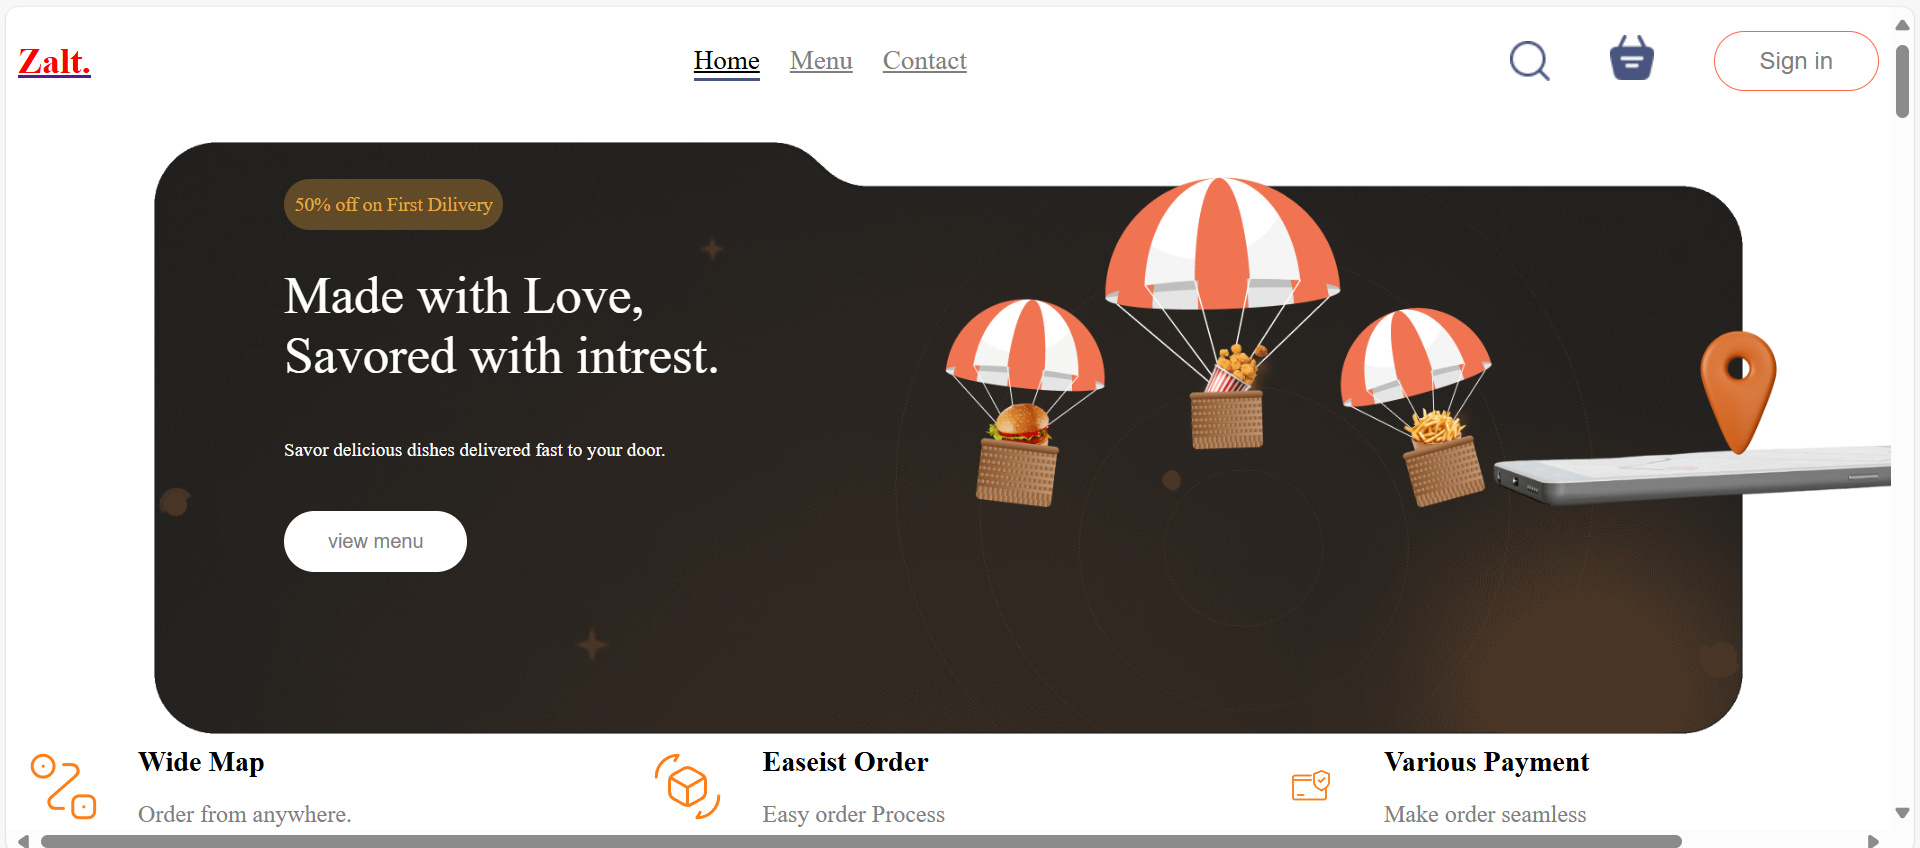 Zalt.
Home Menu Contact
Sign in
50% off on First Dilivery
Made with Love,
Savored with intrest.
Savor delicious dishes delivered fast to your door.
view menu
Wide Map
Order from anywhere.
Easeist Order
Easy order Process
Various Payment
Make order seamless